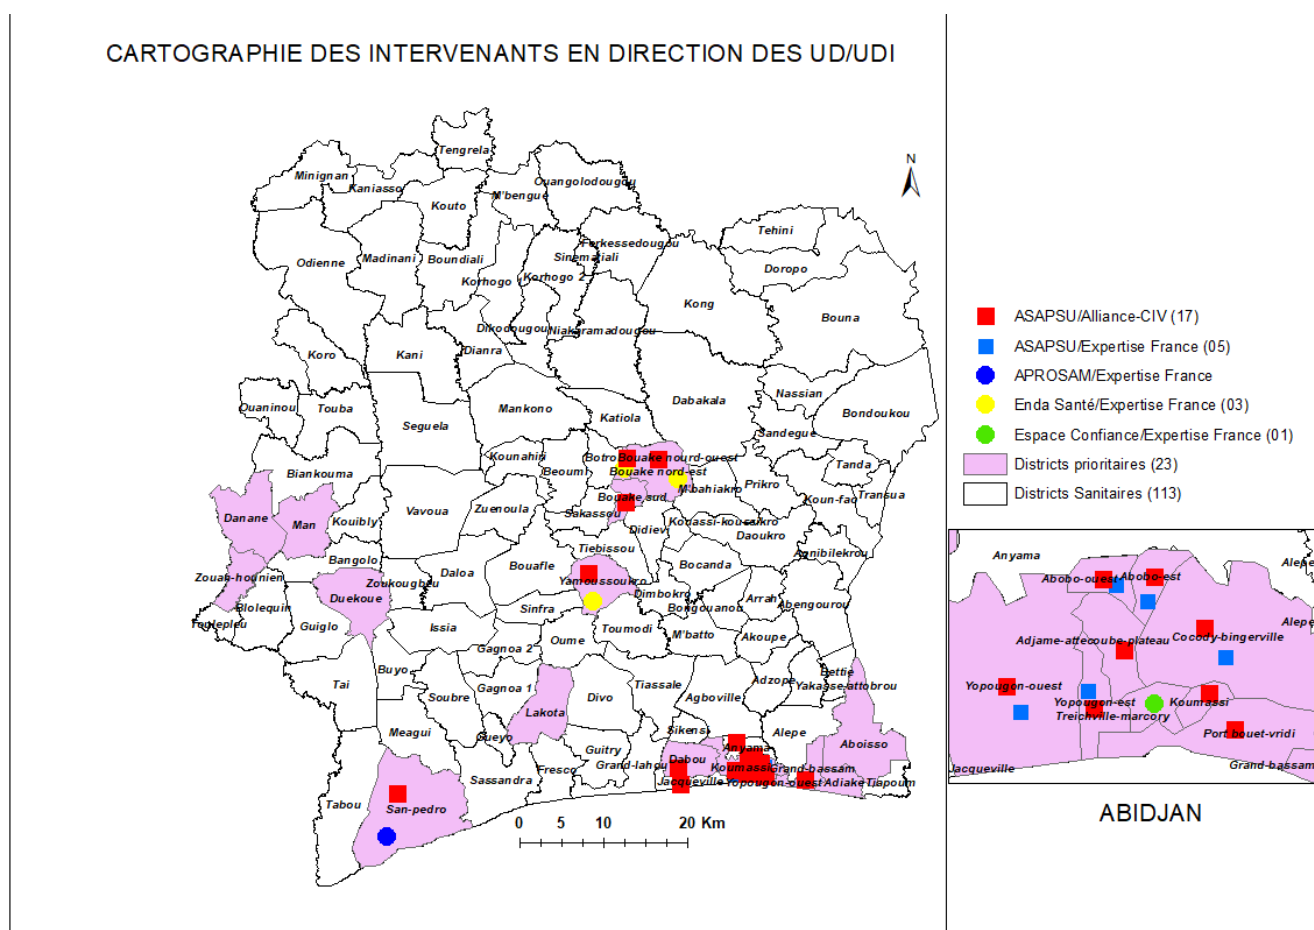 CARTOGRAPHIE DES INTERVENANTS EN DIRECTION DES UD/UDI
N
Tengrela
Minignan
Kaniasso
Ouangolodougou
M'bengue
Kouto
Tehini
Ferkessedougou
Odienne
Madinani
Boundiali
Sinematiali
Doropo
Korhogo 1
Korhogo 2
Kong
Bouna
Dikodougou
Niakaramadougou
Koro
Kani
Dianra
Nassian
Ouaninou
Touba
Mankono
Katiola
Dabakala
Bondoukou
Seguela
Sandegue
Kounahiri
Botro
Bouake nourd-ouest
Biankouma
Beoumi
Bouake nord-est
Tanda
M'bahiakro
Prikro
Koun-fao
Transua
Danane
Man
Kouibly
Vavoua
Zuenoula
Bouake sud
Sakassou
Didievi
Kouassi-koussikro
Daoukro
Tiebissou
Agnibilekrou
Bangolo
Bouafle
Bocanda
Zouan-hounien
Zoukougbeu
Daloa
Yamoussoukro
Dimbokro
Duekoue
Blolequin
Sinfra
Bongouanou
Arrah
Abengourou
Toulepleu
Guiglo
Issia
Oume
Toumodi
M'batto
Akoupe
Gagnoa 2
Buyo
Bettie
Tai
Soubre
Gagnoa 1
Divo
Tiassale
Agboville
Adzope
Yakasse-attobrou
Lakota
Meagui
Gueyo
Sikensi
Alepe
Guitry
Anyama
Aboisso
Grand-lahou
Dabou
Fresco
Koumassi
Grand-bassam
Sassandra
Jacqueville
Yopougon-ouest
Adiake
Tiapoum
Tabou
San-pedro
0 5 10 20 Km
ASAPSU/Alliance-CIV (17)
ASAPSU/Expertise France (05)
APROSAM/Expertise France
Enda Santé/Expertise France (03)
Espace Confiance/Expertise France (01)
Districts prioritaires (23)
Districts Sanitaires (113)
Anyama
Alepe
Abobo-ouest
Abobo-est
Alepe
Adjame-attecoube-plateau
Cocody-bingerville
Yopougon-ouest
Yopougon-est
Koumassi
Treichville-marcory
Port bouet-vridi
Jacqueville
Grand-bassam
ABIDJAN